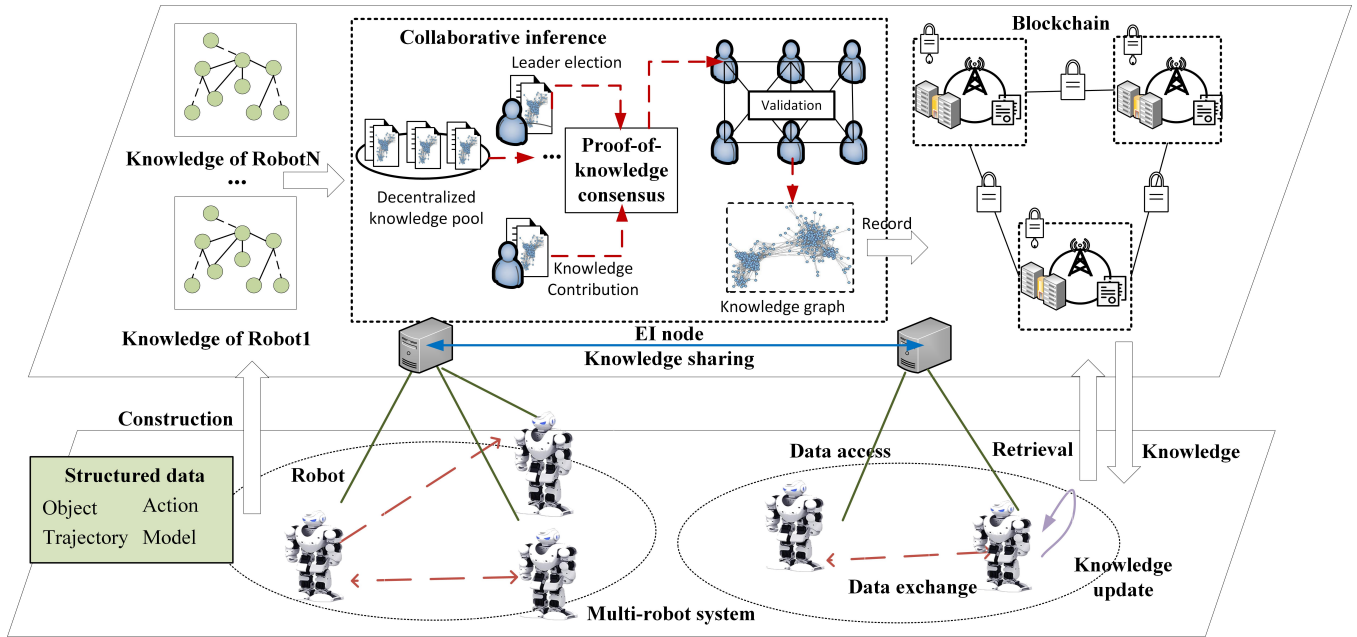 Collaborative inference
Leader election
Validation
Blockchain
Knowledge of RobotN
...
...
Proof-of-
knowledge
consensus
Decentralized
knowledge pool
Knowledge
Contribution
Record
Knowledge graph
Knowledge of Robot1
EI node
Knowledge sharing
Construction
Robot
Data access
Retrieval
Knowledge
Structured data
Object
Action
Trajectory
Model
Data exchange
Knowledge
update
Multi-robot system